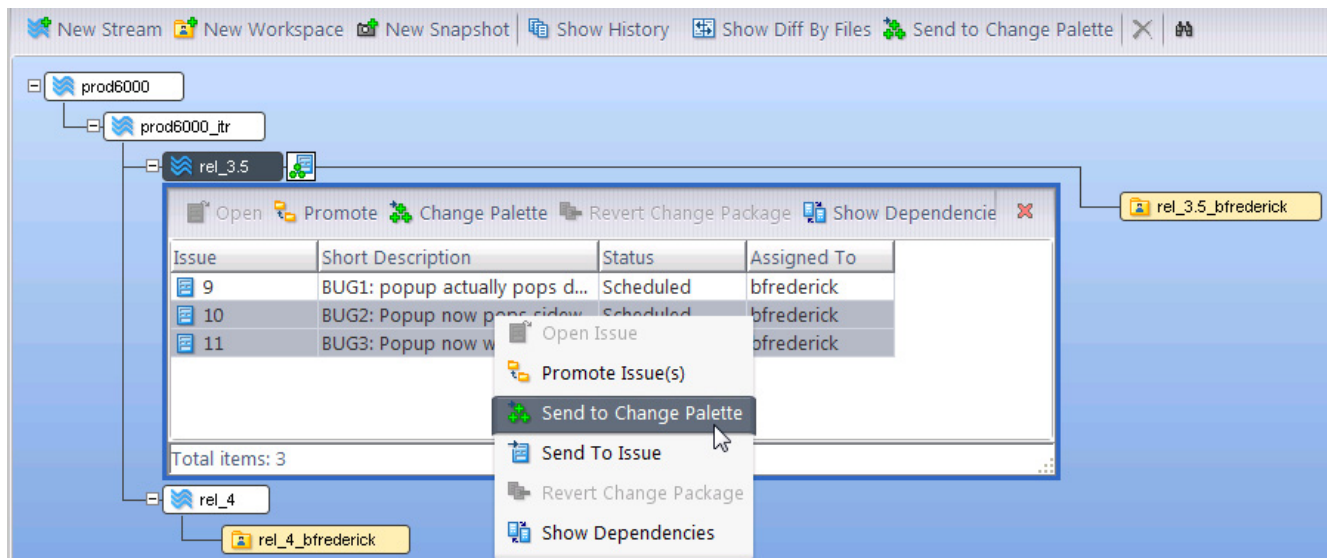 New Stream New Workspace New Snapshot Show History Show Diff By Files Send to Change Palette
prod6000
prod6000_itr
rel_3.5
rel_3.5_bfrederick
Open Promote Change Palette Revert Change Package Show Dependencie
Issue Short Description Status Assigned To
9 BUG1: popup actually pops d... Scheduled bfrederick
10 BUG2: Popup now pops sidew Scheduled bfrederick
11 BUG3: Popup now w bfrederick
Open Issue
Promote Issue(s)
Send to Change Palette
Send To Issue
Revert Change Package
Show Dependencies
Total items: 3
rel_4
rel_4_bfrederick